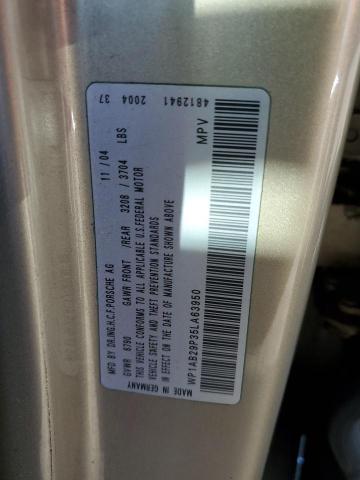 MFD BY: DR.ING.H.C.F.PORSCHE AG 11 / 04 2004 37
GVWR 6790 GAWR FRONT /REAR 3208 / 3704 LBS
THIS VEHICLE CONFORMS TO ALL APPLICABLE U.S.FEDERAL MOTOR
VEHICLE SAFETY AND THEFT PREVENTION STANDARDS
IN EFFECT ON THE DATE OF MANUFACTURE SHOWN ABOVE
MADE IN GERMANY 4812941
WP1AB29P35LA63950 MPV